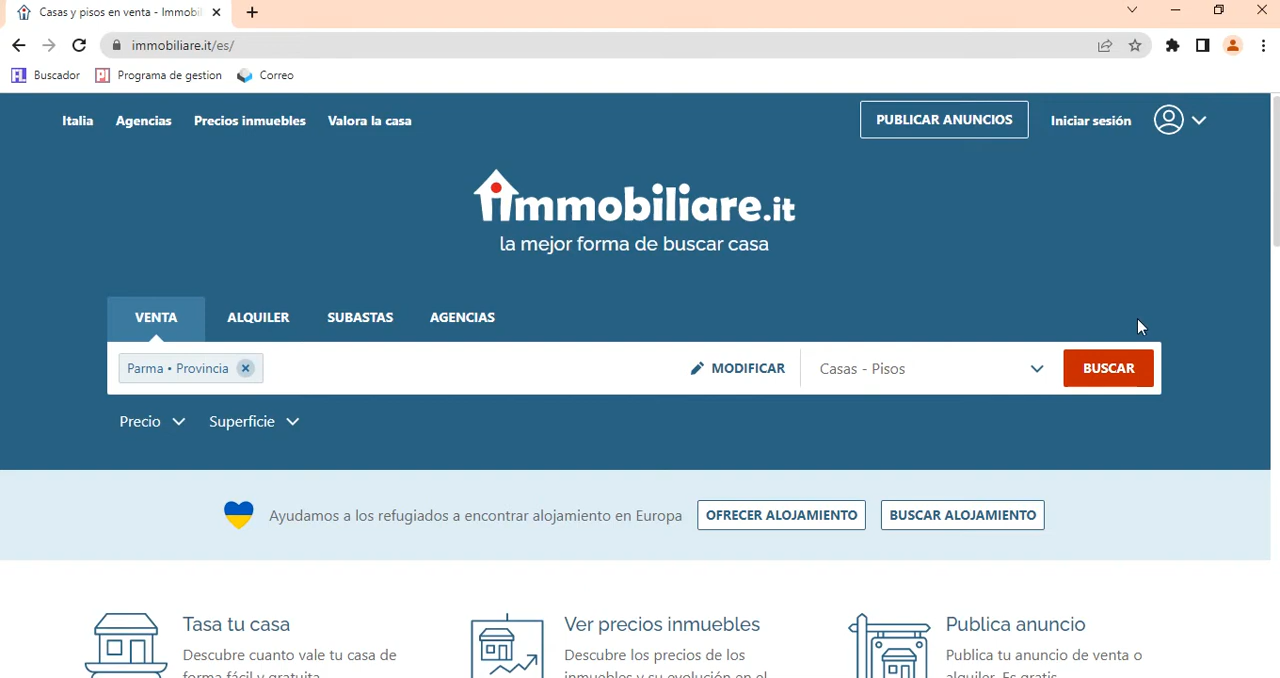 Casas y pisos en venta - Immobil
immobiliare.it/es/
Buscador
Programa de gestion
Correo
Italia
Agencias
Precios inmuebles
Valora la casa
PUBLICAR ANUNCIOS
Iniciar sesión
immobiliare.it
la mejor forma de buscar casa
VENTA
ALQUILER
SUBASTAS
AGENCIAS
Parma • Provincia
MODIFICAR
Casas - Pisos
BUSCAR
Precio
Superficie
Ayudamos a los refugiados a encontrar alojamiento en Europa
OFRECER ALOJAMIENTO
BUSCAR ALOJAMIENTO
Tasa tu casa
Descubre cuanto vale tu casa de
forma fácil y gratuita
Ver precios inmuebles
Descubre los precios de los
inmuebles y su evolución en el
Publica anuncio
Publica tu anuncio de venta o
alquiler. Es gratis